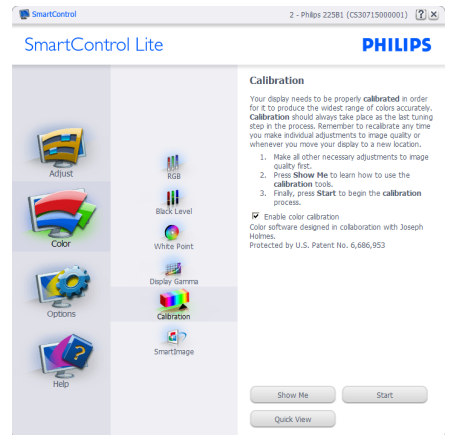 SmartControl
2 - Philips 225B1 (CS30715000001)
SmartControl Lite
PHILIPS
Adjust
Color
Options
Help
RGB
Black Level
White Point
Display Gamma
Calibration
SmartImage
Calibration
Your display needs to be properly calibrated in order
for it to produce the widest range of colors accurately.
Calibration should always take place as the last tuning
step in the process. Remember to recalibrate any time
you make individual adjustments to image quality or
whenever you move your display to a new location.
1. Make all other necessary adjustments to image
quality first.
2. Press Show Me to learn how to use the
calibration tools.
3. Finally, press Start to begin the calibration
process.
Enable color calibration
Color software designed in collaboration with Joseph
Holmes.
Protected by U.S. Patent No. 6,686,953
Show Me
Start
Quick View